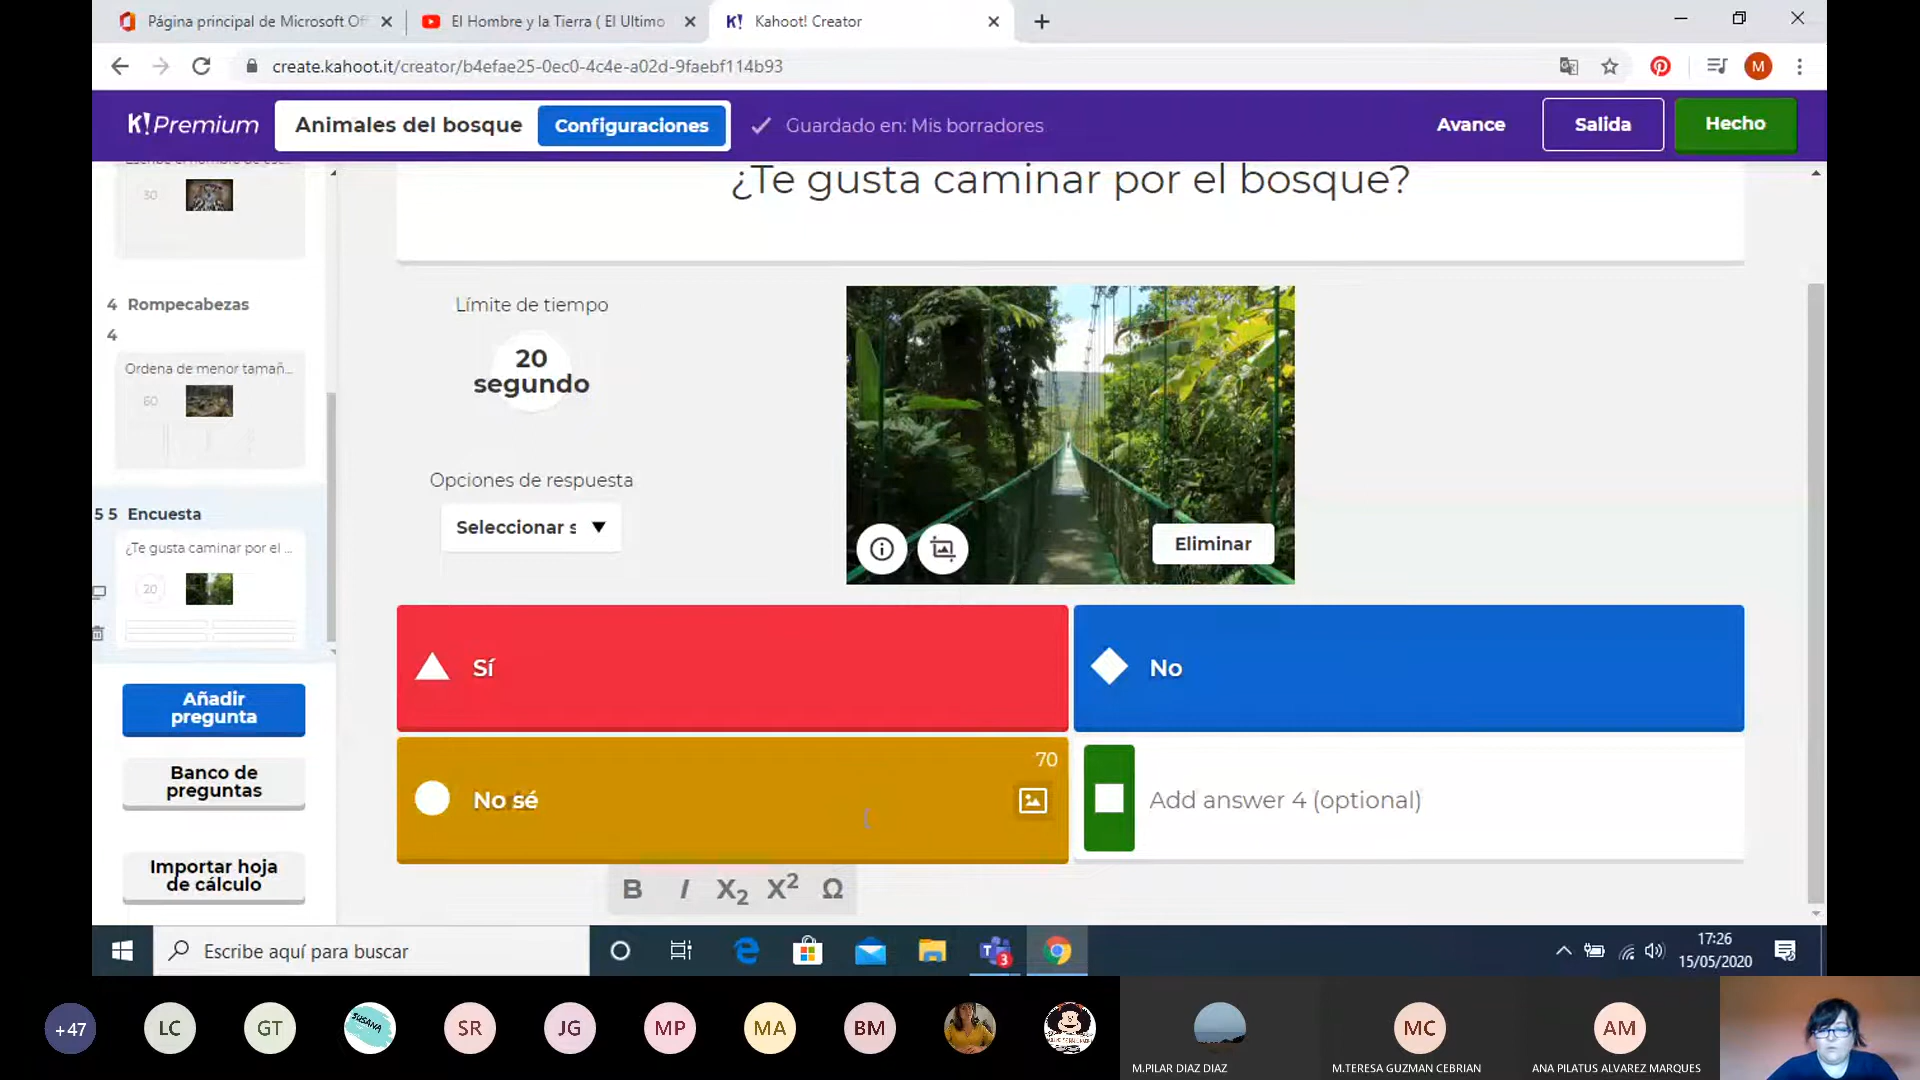 Página principal de Microsoft Of
El Hombre y la Tierra ( El Ultimo
K! Kahoot! Creator
create.kahoot.it/creator/b4efae25-0ec0-4c4e-a02d-9faebf114b93
M
K!Premium
Animales del bosque
Configuraciones
Guardado en: Mis borradores
Avance
Salida
Hecho
30
4 Rompecabezas
4
Ordena de menor tamañ...
60
5 5 Encuesta
¿Te gusta caminar por el ...
20
Añadir
pregunta
Banco de
preguntas
Importar hoja
de cálculo
¿Te gusta caminar por el bosque?
Límite de tiempo
20
segundo
Opciones de respuesta
Seleccionar s
Eliminar
Sí
No
No sé
70
Add answer 4 (optional)
B I X2 X2 Ω
Escribe aquí para buscar
3
17:26
15/05/2020
+47
LC
GT
SUSANA
SR
JG
MP
MA
BM
M.PILAR DIAZ DIAZ
MC
M.TERESA GUZMAN CEBRIAN
AM
ANA PILATUS ALVAREZ MARQUES